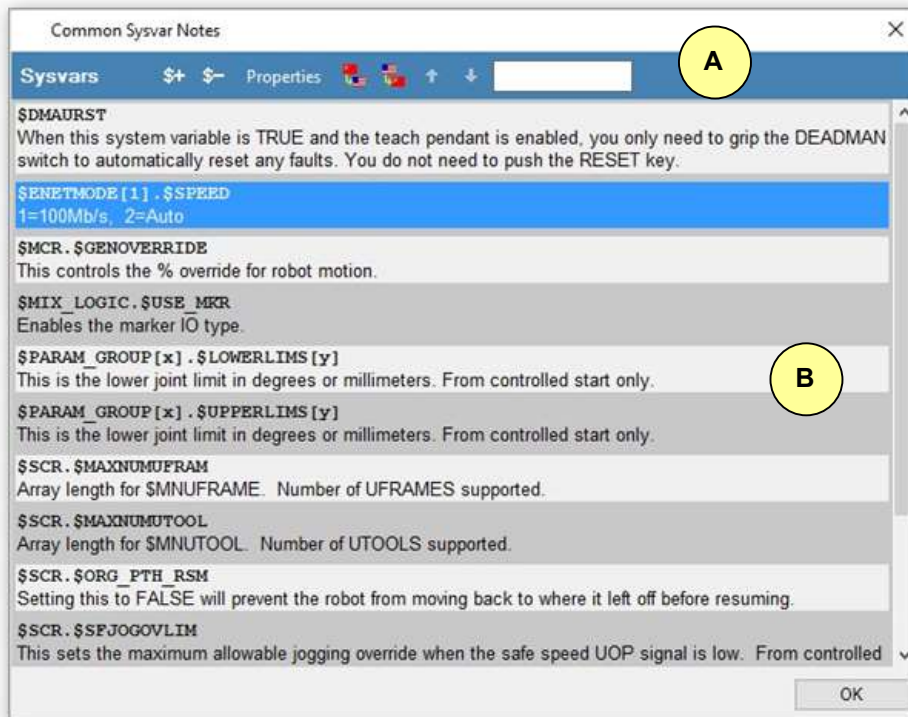 Common Sysvar Notes
Sysvars $+ $− Properties
A
$DMAURST
When this system variable is TRUE and the teach pendant is enabled, you only need to grip the DEADMAN
switch to automatically reset any faults. You do not need to push the RESET key.
$ENETMODE[1].$SPEED
1=100Mb/s, 2=Auto
$MCR.$GENOVERRIDE
This controls the % override for robot motion.
$MIX_LOGIC.$USE_MKR
Enables the marker IO type.
$PARAM_GROUP[x].$LOWERLIMS[y]
This is the lower joint limit in degrees or millimeters. From controlled start only.
B
$PARAM_GROUP[x].$UPPERLIMS[y]
This is the lower joint limit in degrees or millimeters. From controlled start only.
$SCR.$MAXNUMUFRAM
Array length for $MNUFRAME. Number of UFRAMES supported.
$SCR.$MAXNUMUTOOL
Array length for $MNUTOOL. Number of UTOOLS supported.
$SCR.$ORG_PTH_RSM
Setting this to FALSE will prevent the robot from moving back to where it left off before resuming.
$SCR.$SFJOGOVLIM
This sets the maximum allowable jogging override when the safe speed UOP signal is low. From controlled
OK